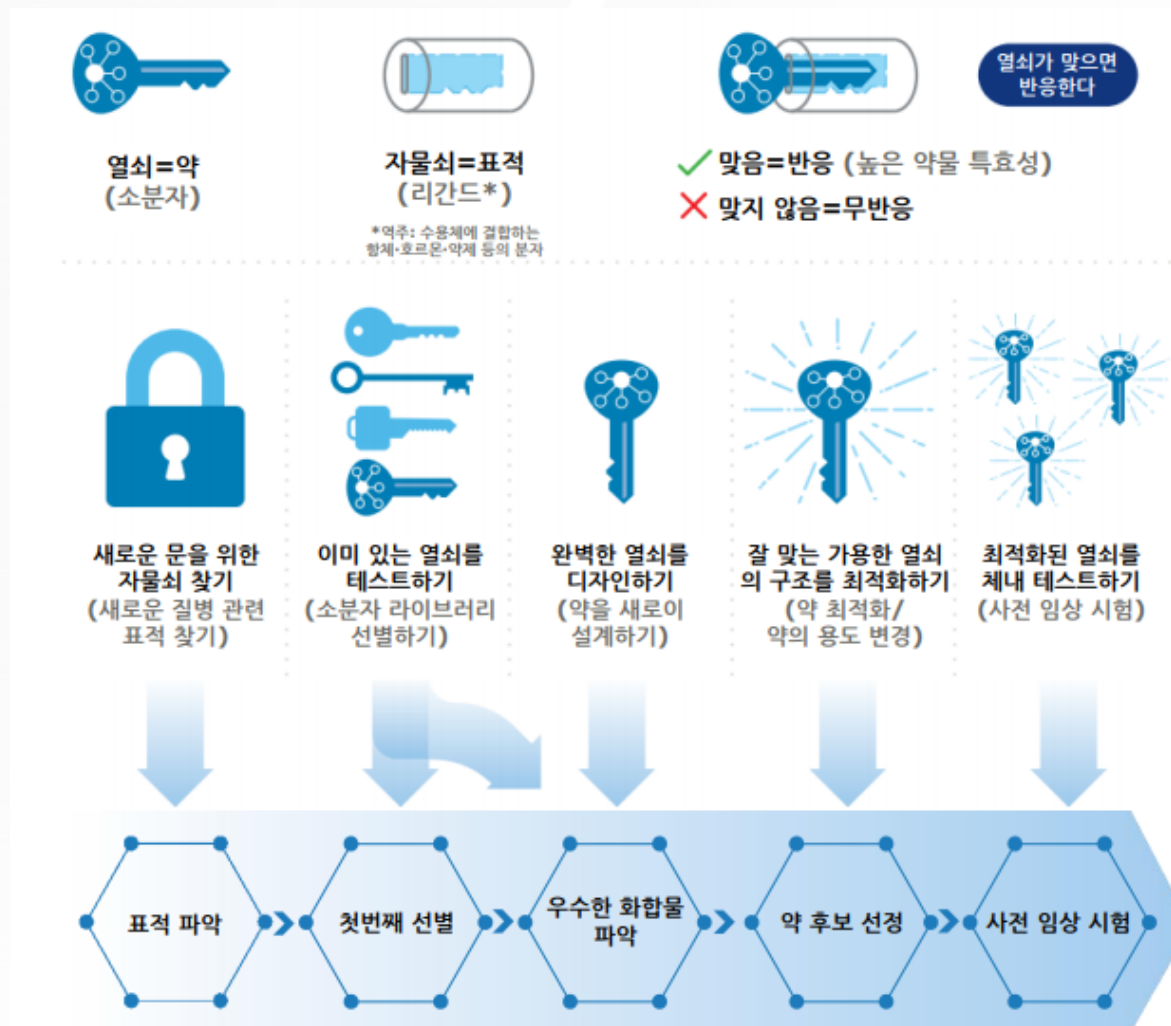 열쇠=약
(소분자)
자물쇠=표적
(리간드*)
*역주: 수용체에 결합하는
항체·호르몬·약제 등의 분자
맞음=반응 (높은 약물 특효성)
맞지 않음=무반응
열쇠가 맞으면
반응한다
새로운 문을 위한
자물쇠 찾기
(새로운 질병 관련
표적 찾기)
이미 있는 열쇠를
테스트하기
(소분자 라이브러리
선별하기)
완벽한 열쇠를
디자인하기
(약을 새로이
설계하기)
잘 맞는 가용한 열쇠
의 구조를 최적화하기
(약 최적화/
약의 용도 변경)
최적화된 열쇠를
체내 테스트하기
(사전 임상 시험)
표적 파악
첫번째 선별
우수한 화합물
파악
약 후보 선정
사전 임상 시험